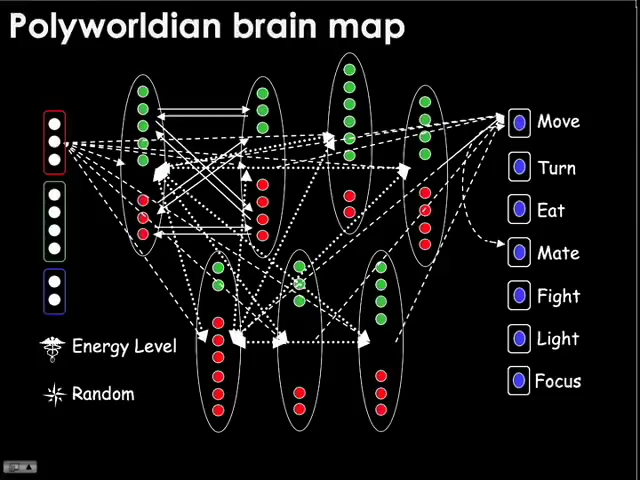 Polyworldian brain map
Move
Turn
Eat
Mate
Fight
Light
Focus
Energy Level
Random